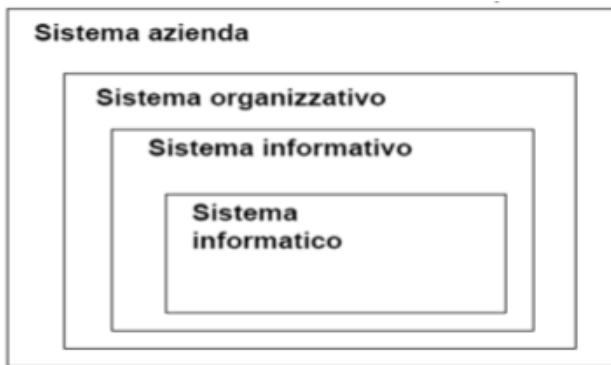 Sistema azienda
Sistema organizzativo
Sistema informativo
Sistema
informatico